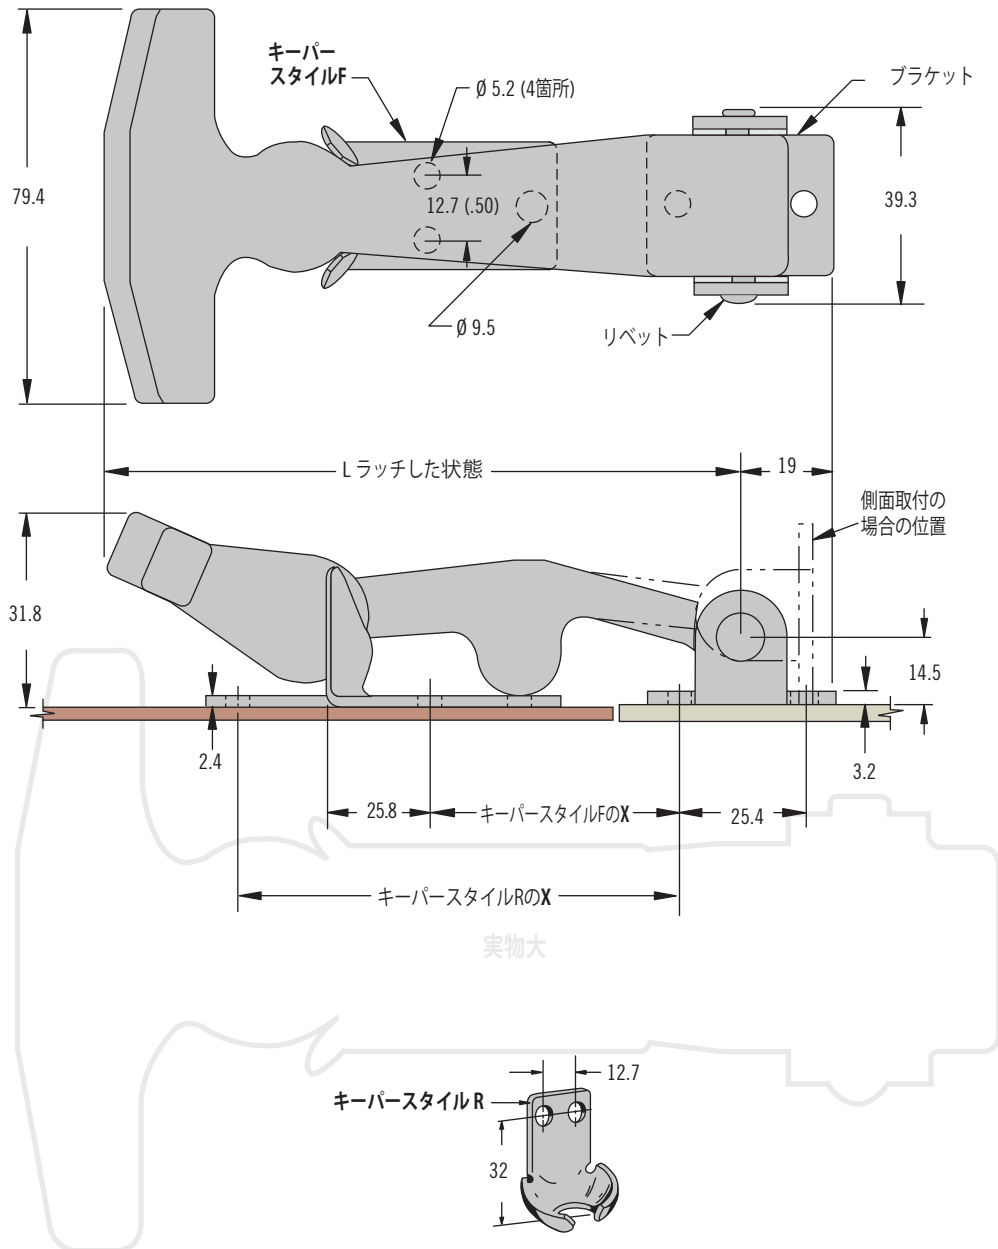 キーパー
スタイルF
Ø 5.2 (4箇所)
ブラケット
79.4
12.7 (.50)
39.3
Ø 9.5
リベット
L ラッチした状態
19
側面取付の
場合の位置
31.8
14.5
2.4
3.2
25.8
キーパースタイルFのX
25.4
キーパースタイルRのX
実物大
12.7
キーパースタイル R
32